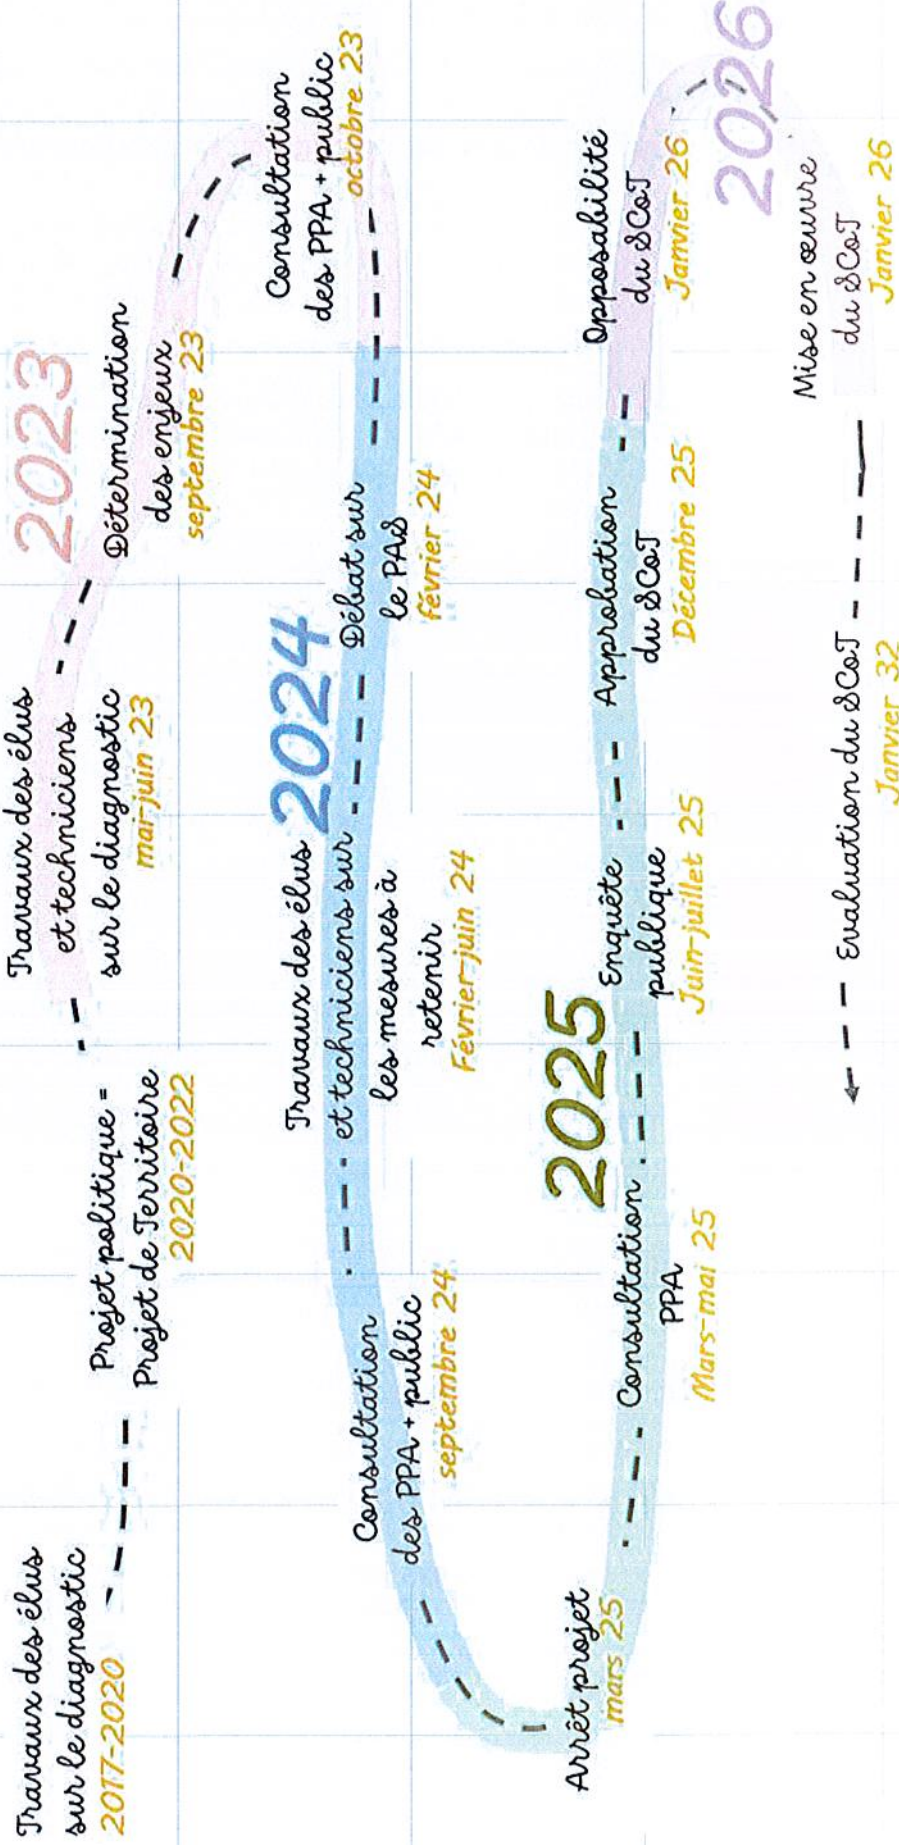 Travaux des élus
sur le diagnostic
2017-2020
Projet politique =
Projet de Territoire
2020-2022
Travaux des élus
et techniciens
sur le diagnostic
mai-juin 23
2023
Détermination
des enjeux
septembre 23
Consultation
des PPA + public
octobre 23
2024
Débat sur
le PAS
février 24
Travaux des élus
et techniciens sur
les mesures à
retenir
Février-juin 24
Consultation
des PPA + public
septembre 24
Arrêt projet
mars 25
2025
Consultation
PPA
Mars-mai 25
Enquête
publique
Juin-juillet 25
Approbation
du SCoT
Décembre 25
Opposabilité
du SCoT
Janvier 26
2026
Mise en œuvre
du SCoT
Janvier 26
Evaluation du SCoT
Janvier 32